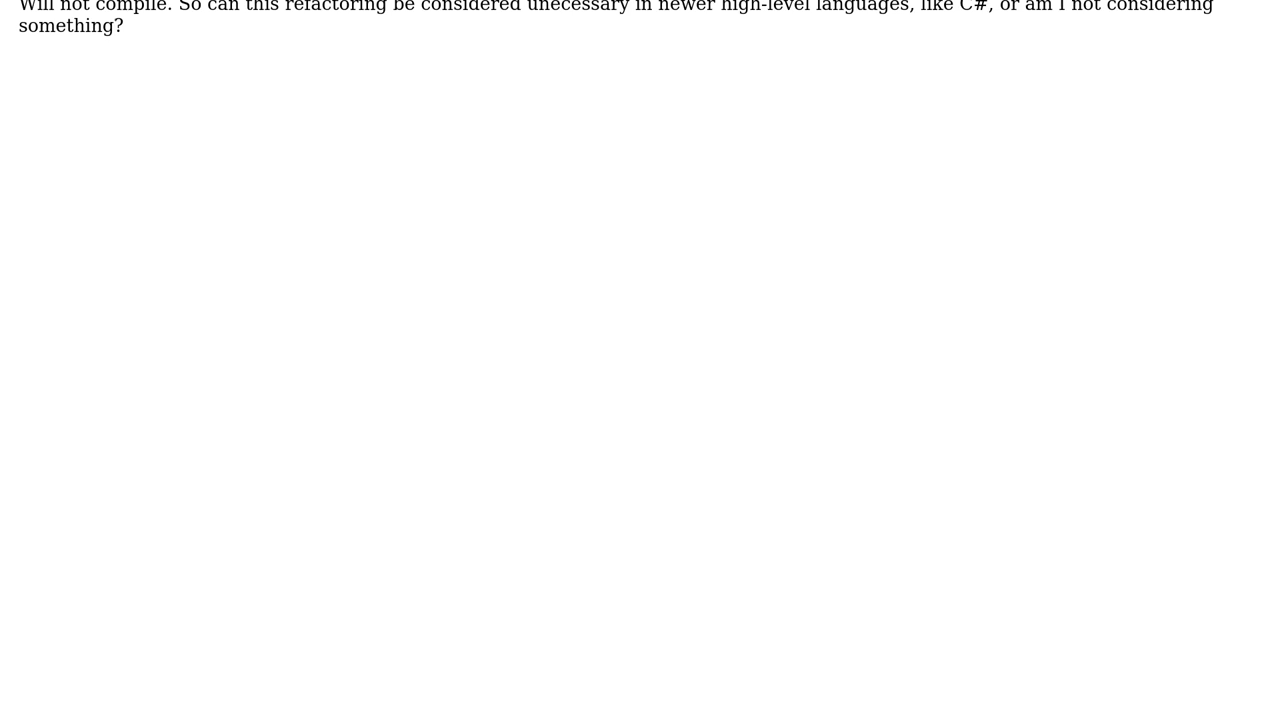 Will not compile. So can this refactoring be considered unecessary in newer high-level languages, like C#, or am I not considering
something?